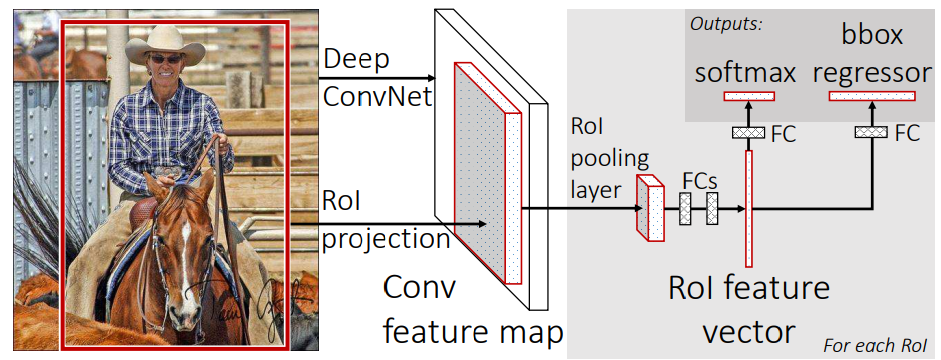 Deep
ConvNet
RoI
projection
Conv
feature map
RoI
pooling
layer
FCs
RoI feature
vector
Outputs:
softmax
bbox
regressor
FC
FC
For each RoI